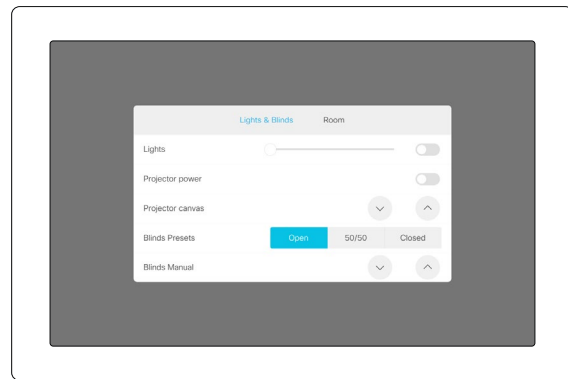 Lights & Blinds Room
Lights
Projector power
Projector canvas
Blinds Presets Open 50/50 Closed
Blinds Manual